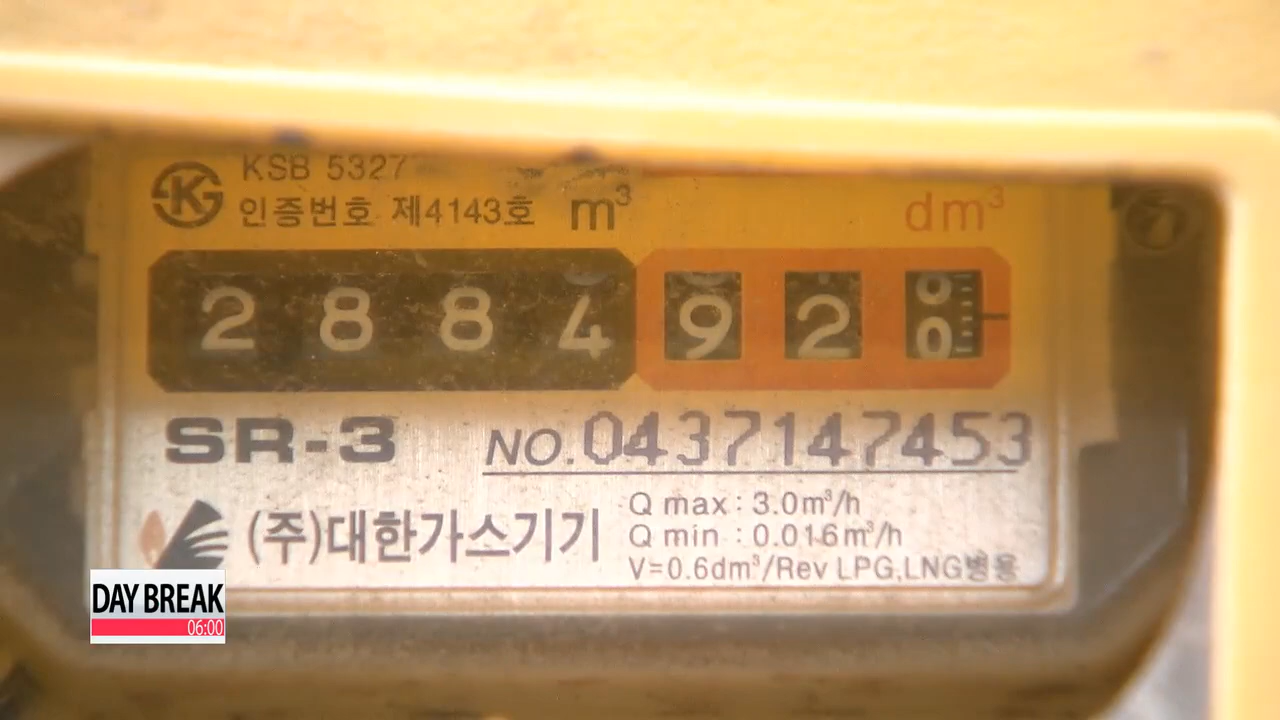 KSB 5327
인증번호 제4143호 m³ dm³
2884 92
SR-3 NO.0437147453
(주)대한가스기기
Q max : 3.0m³/h
Q min : 0.016m³/h
V=0.6dm³/Rev LPG,LNG병용
DAY BREAK
06:00